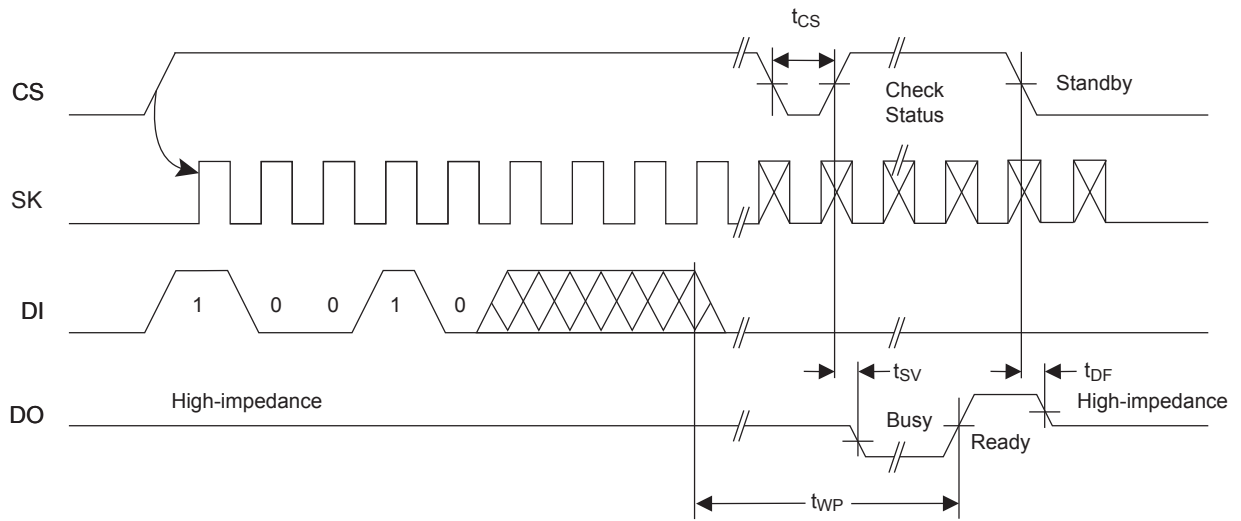 tCS
CS
Check
Status
Standby
SK
DI
1 0 0 1 0
tSV
tDF
DO
High-impedance
Busy
Ready
High-impedance
tWP